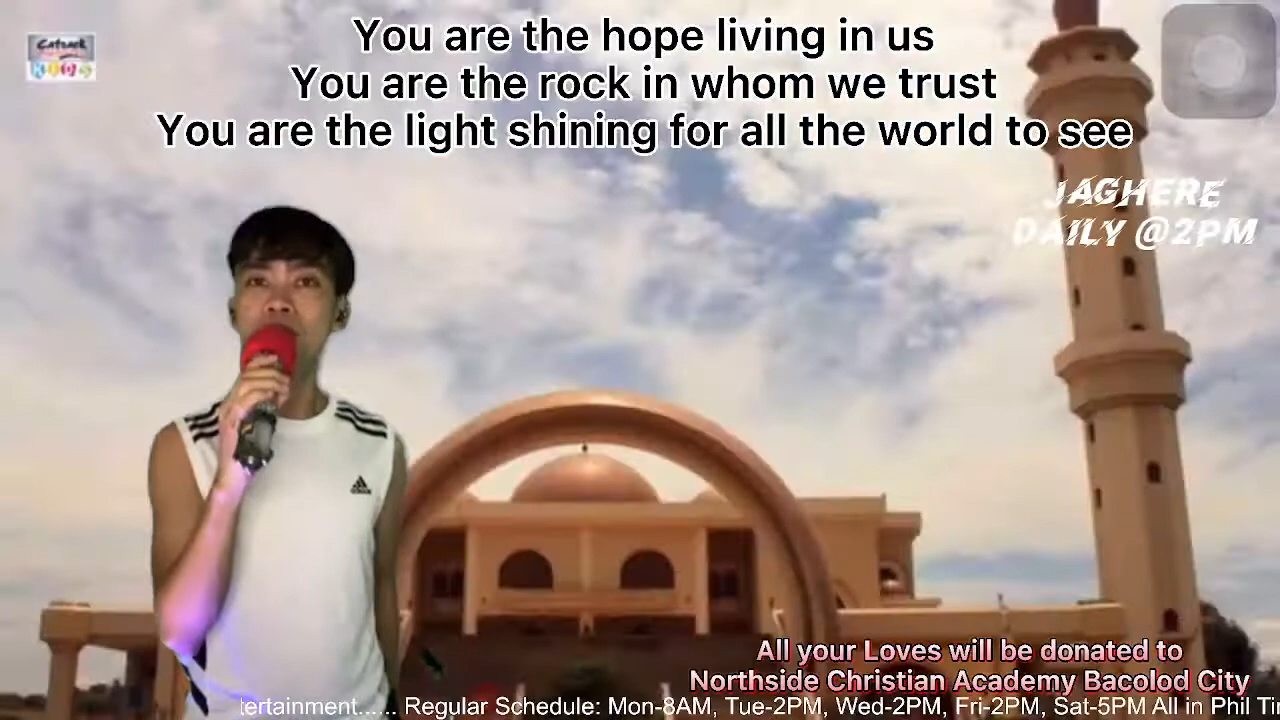 You are the hope living in us
You are the rock in whom we trust
You are the light shining for all the world to see
JAGHERE
DAILY @2PM
All your Loves will be donated to
Northside Christian Academy Bacolod City
ertainment...... Regular Schedule: Mon-8AM, Tue-2PM, Wed-2PM, Fri-2PM, Sat-5PM All in Phil Ti